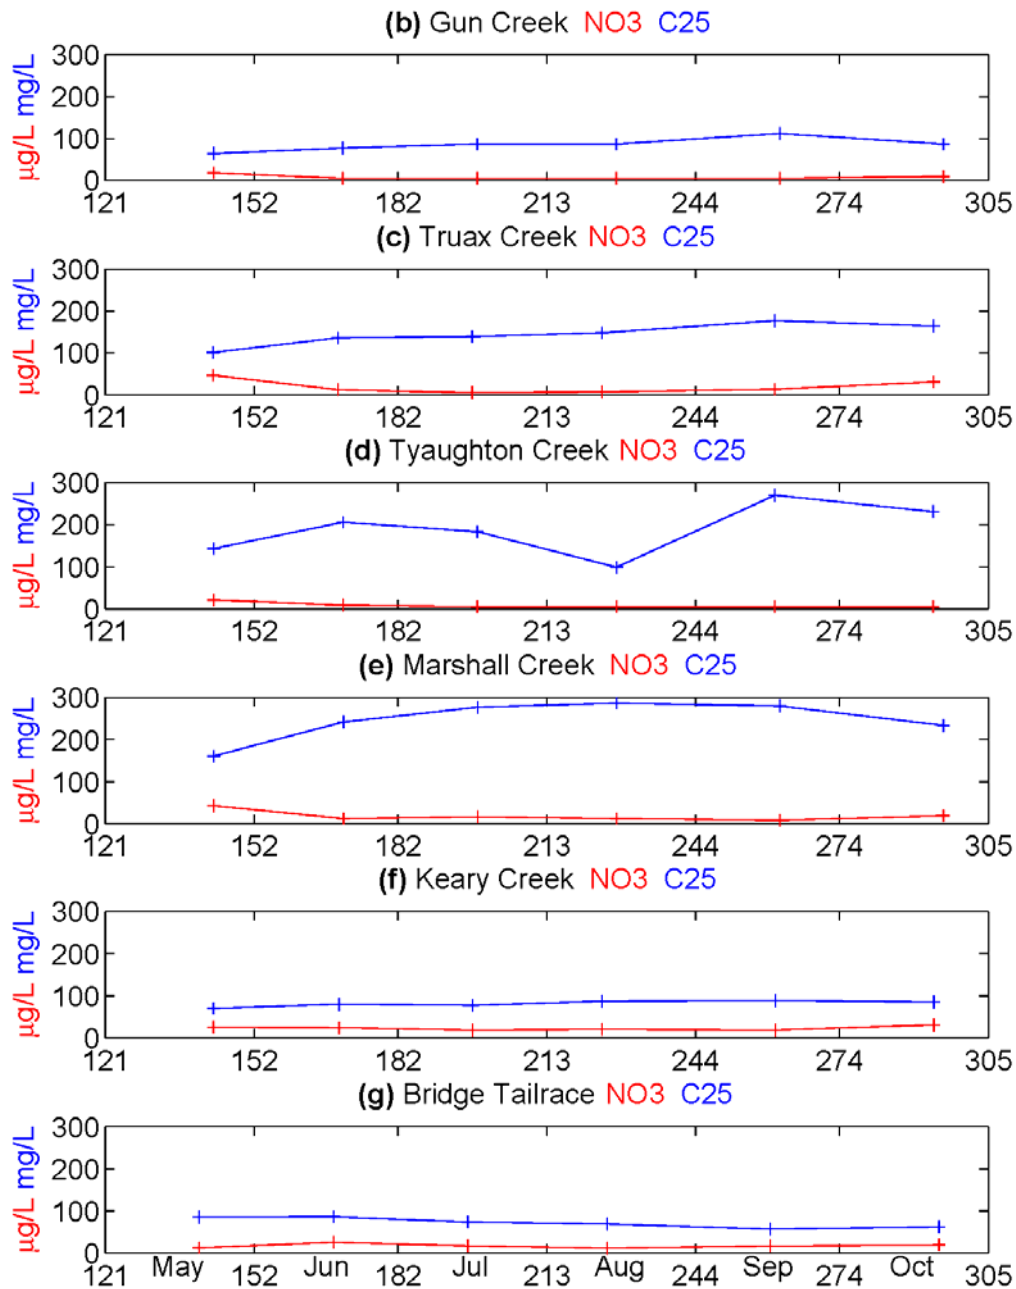 (b) Gun Creek NO3 C25
300
200
100
0
µg/L mg/L
121 152 182 213 244 274 305
(c) Truax Creek NO3 C25
300
200
100
0
µg/L mg/L
121 152 182 213 244 274 305
(d) Tyaughton Creek NO3 C25
300
200
100
0
µg/L mg/L
121 152 182 213 244 274 305
(e) Marshall Creek NO3 C25
300
200
100
0
µg/L mg/L
121 152 182 213 244 274 305
(f) Keary Creek NO3 C25
300
200
100
0
µg/L mg/L
121 152 182 213 244 274 305
(g) Bridge Tailrace NO3 C25
300
200
100
0
µg/L mg/L
121 May 152 Jun 182 Jul 213 Aug 244 Sep 274 Oct 305